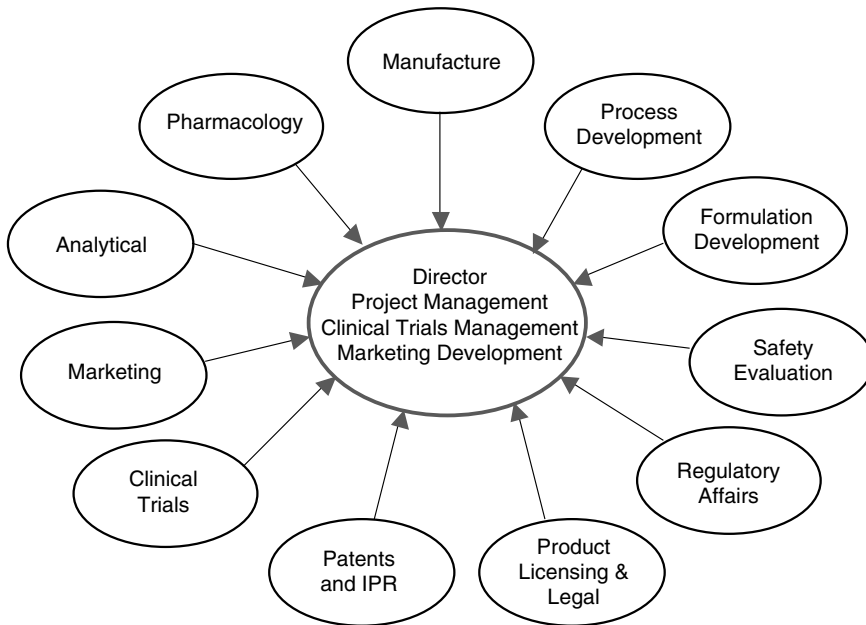 Manufacture
Process
Development
Pharmacology
Formulation
Development
Analytical
Director
Project Management
Clinical Trials Management
Marketing Development
Safety
Evaluation
Marketing
Regulatory
Affairs
Clinical
Trials
Patents
and IPR
Product
Licensing &
Legal